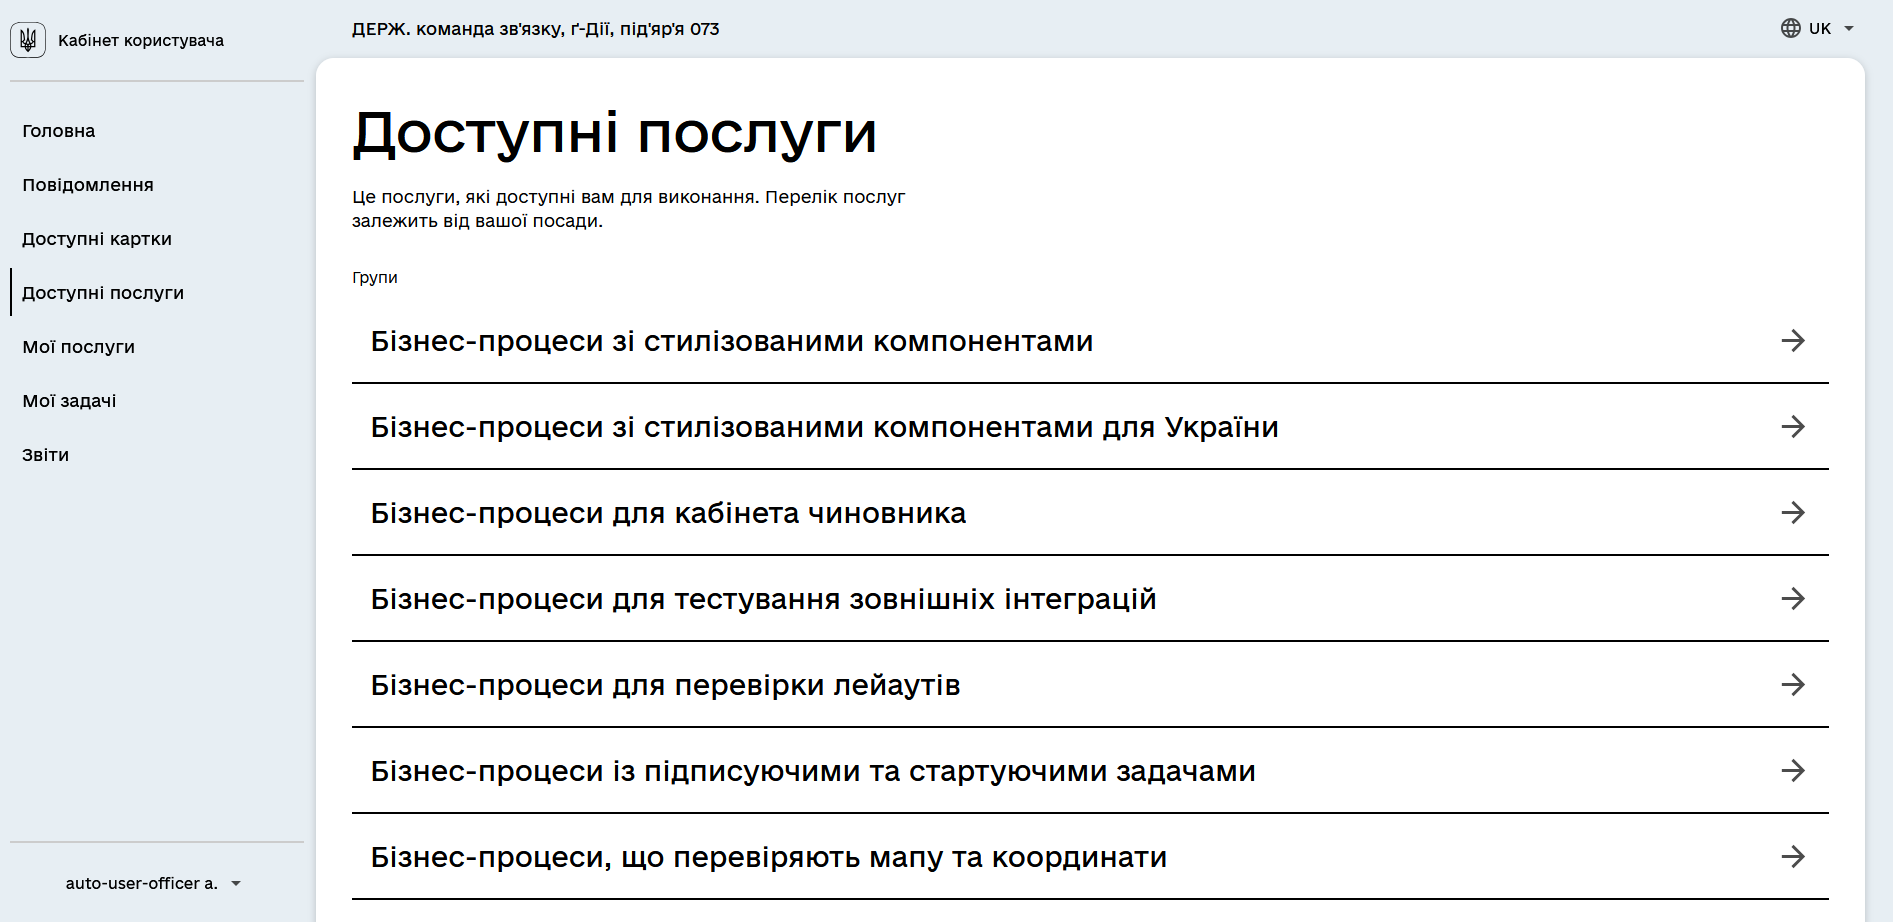 Кабінет користувача
ДЕРЖ. команда зв'язку, ґ-Дії, під'яр'я 073
UK
Головна
Повідомлення
Доступні картки
Доступні послуги
Мої послуги
Мої задачі
Звіти
auto-user-officer a.
Доступні послуги
Це послуги, які доступні вам для виконання. Перелік послуг
залежить від вашої посади.
Групи
Бізнес-процеси зі стилізованими компонентами
Бізнес-процеси зі стилізованими компонентами для України
Бізнес-процеси для кабінета чиновника
Бізнес-процеси для тестування зовнішніх інтеграцій
Бізнес-процеси для перевірки лейаутів
Бізнес-процеси із підписуючими та стартуючими задачами
Бізнес-процеси, що перевіряють мапу та координати